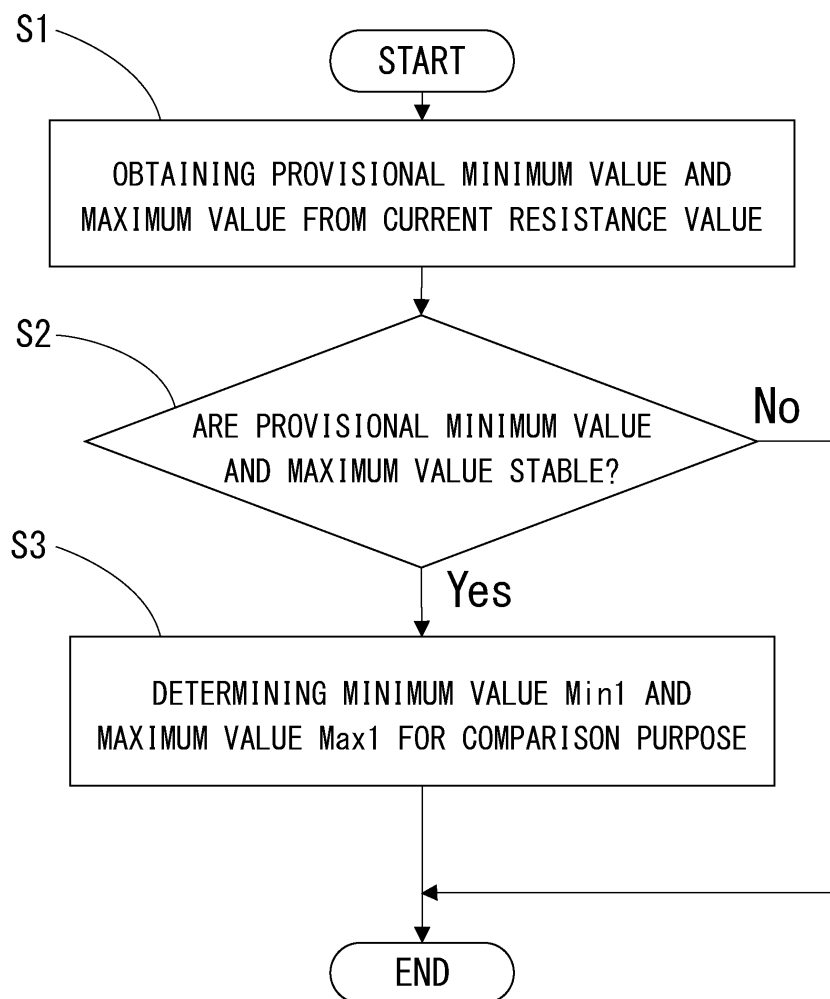 S1
START
OBTAINING PROVISIONAL MINIMUM VALUE AND
MAXIMUM VALUE FROM CURRENT RESISTANCE VALUE
S2
ARE PROVISIONAL MINIMUM VALUE
AND MAXIMUM VALUE STABLE?
No
S3
Yes
DETERMINING MINIMUM VALUE Min1 AND
MAXIMUM VALUE Max1 FOR COMPARISON PURPOSE
END